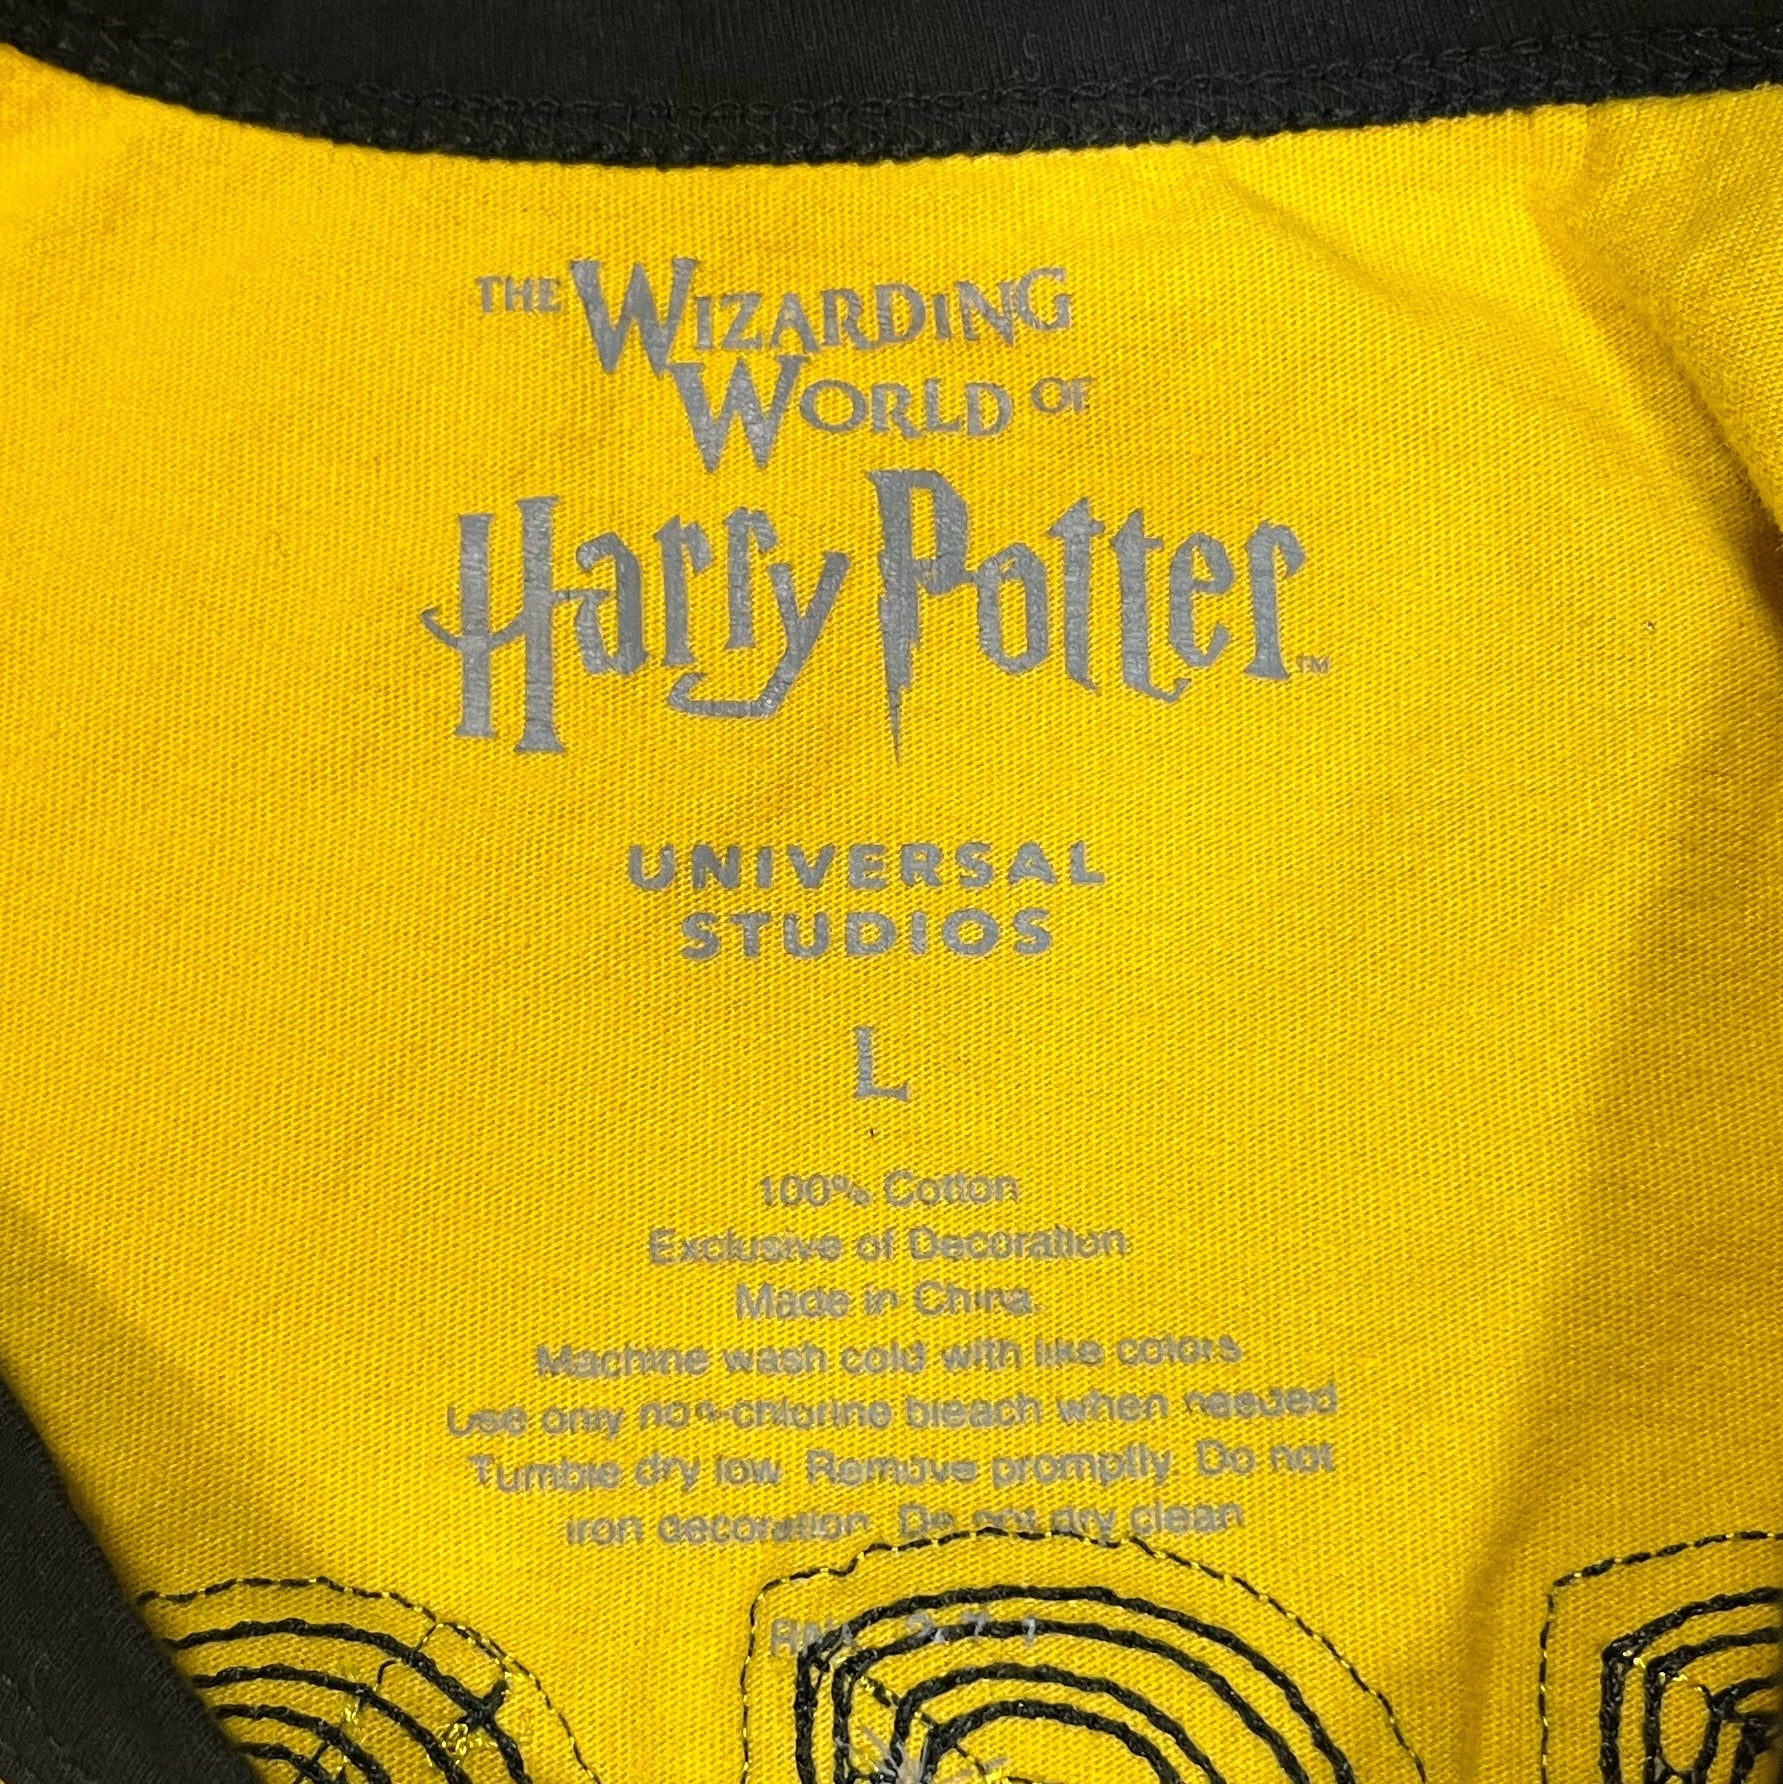 THE WIZARDING
WORLD OF
Harry Potter TM
UNIVERSAL
STUDIOS
L
100% Cotton
Exclusive of Decoration
Made in China.
Machine wash cold with like colors
Use only non-chlorine bleach when needed
Tumble dry low. Remove promptly. Do not
iron decoration. Do not dry clean